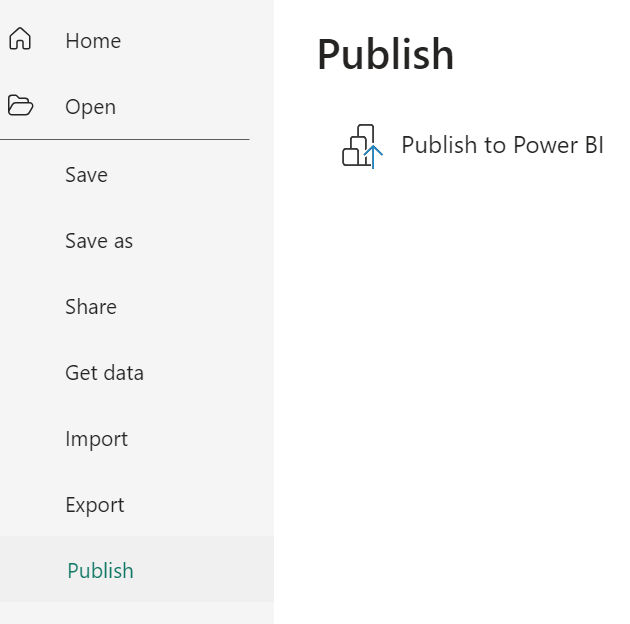 Home
Open
Save
Save as
Share
Get data
Import
Export
Publish
Publish
Publish to Power BI